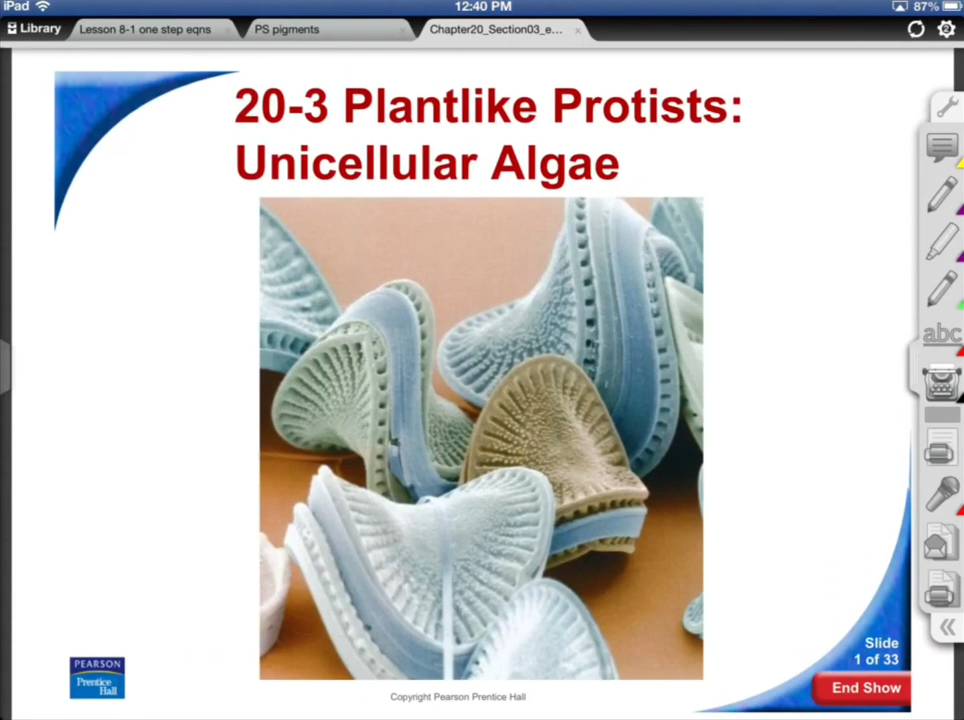 iPad 12:40 PM 87%
Library Lesson 8-1 one step eqns PS pigments Chapter20_Section03_e... 2
20-3 Plantlike Protists:
Unicellular Algae
abc
PEARSON
Prentice
Hall
Copyright Pearson Prentice Hall
Slide
1 of 33
End Show